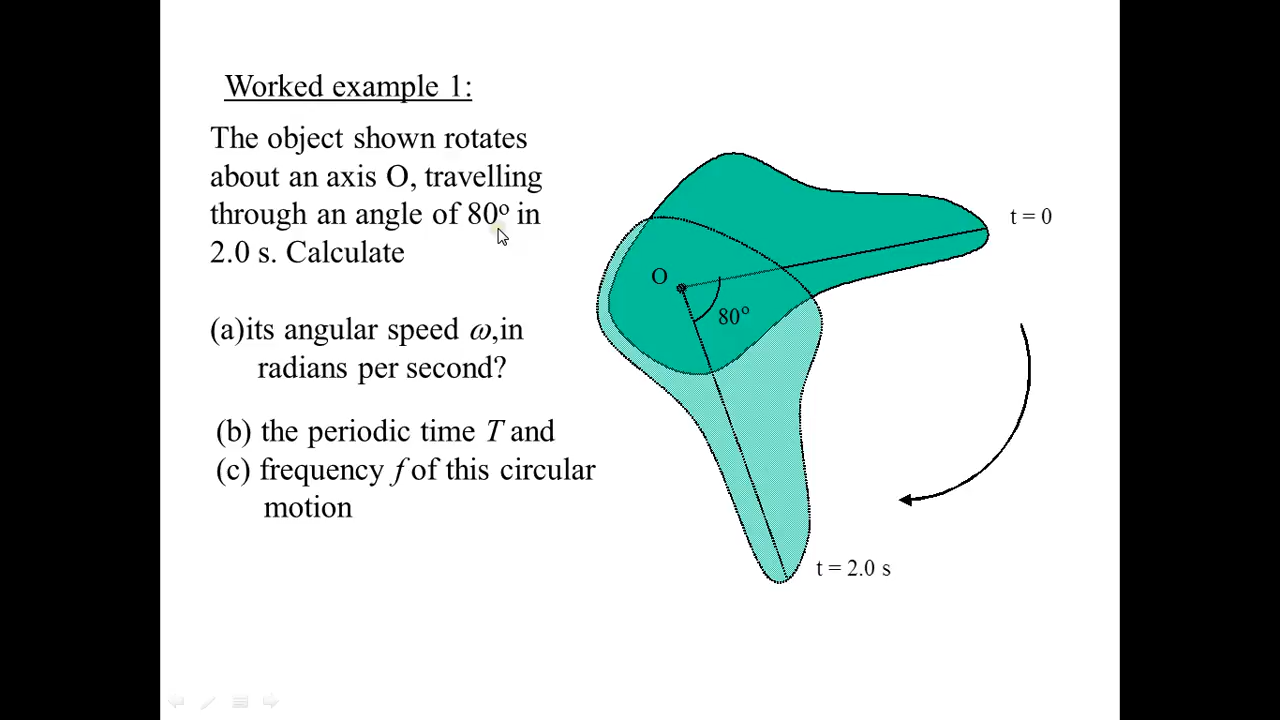 Worked example 1:
The object shown rotates
about an axis O, travelling
through an angle of 80º in
2.0 s. Calculate
(a)its angular speed ω,in
radians per second?
(b) the periodic time T and
(c) frequency f of this circular
motion
t = 0
O
80º
t = 2.0 s